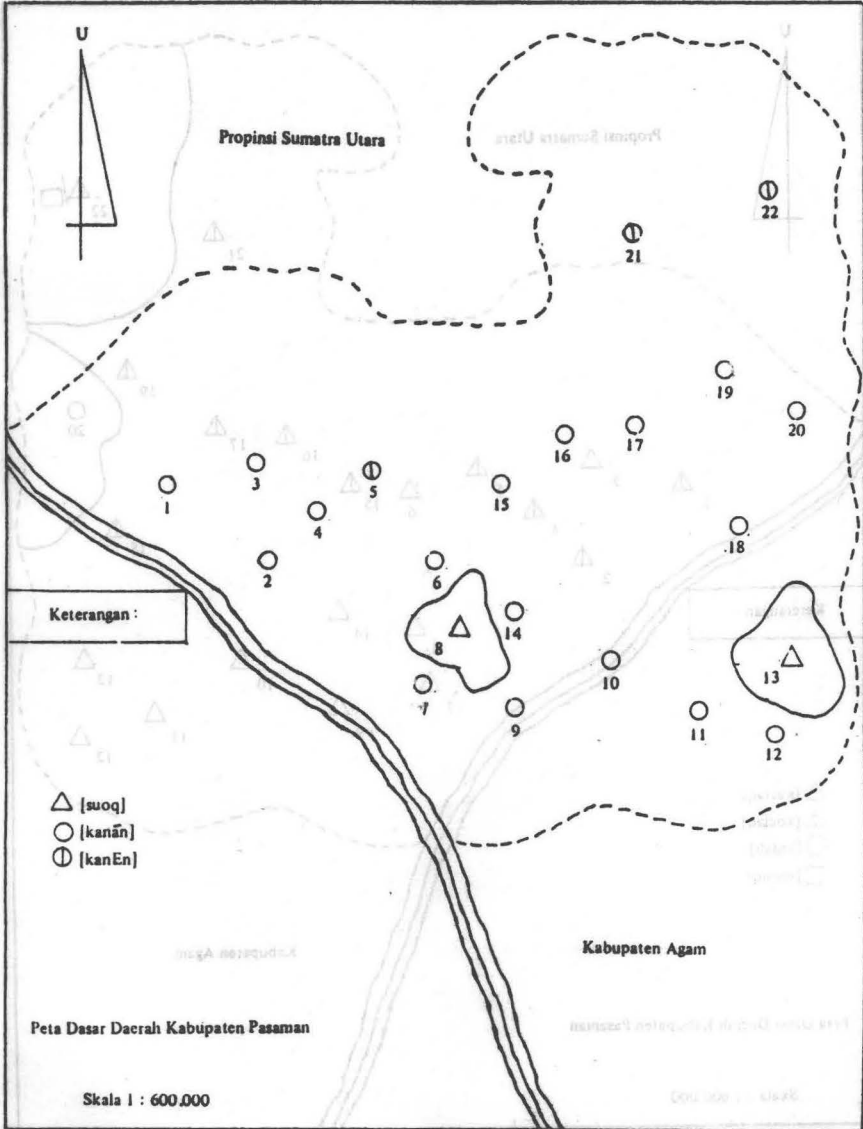 U
Propinsi Sumatra Utara
22
21
19
20
16
17
3
5
15
1
4
18
2
6
Keterangan :
14
8
10
13
7
9
11
12
△ [suoq]
○ [kanān]
⦶ [kanEn]
Kabupaten Agam
Peta Dasar Daerah Kabupaten Pasaman
Skala 1 : 600.000